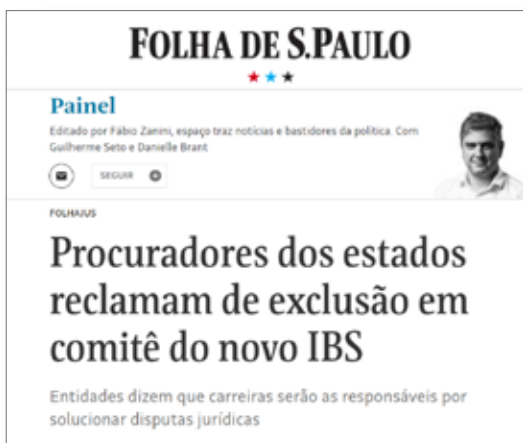 FOLHA DE S.PAULO
Painel
Editado por Fábio Zanini, espaço traz notícias e bastidores da política. Com
Guilherme Seto e Danielle Brant
SEGUIR
FOLHAJUS
Procuradores dos estados
reclamam de exclusão em
comitê do novo IBS
Entidades dizem que carreiras serão as responsáveis por
solucionar disputas jurídicas